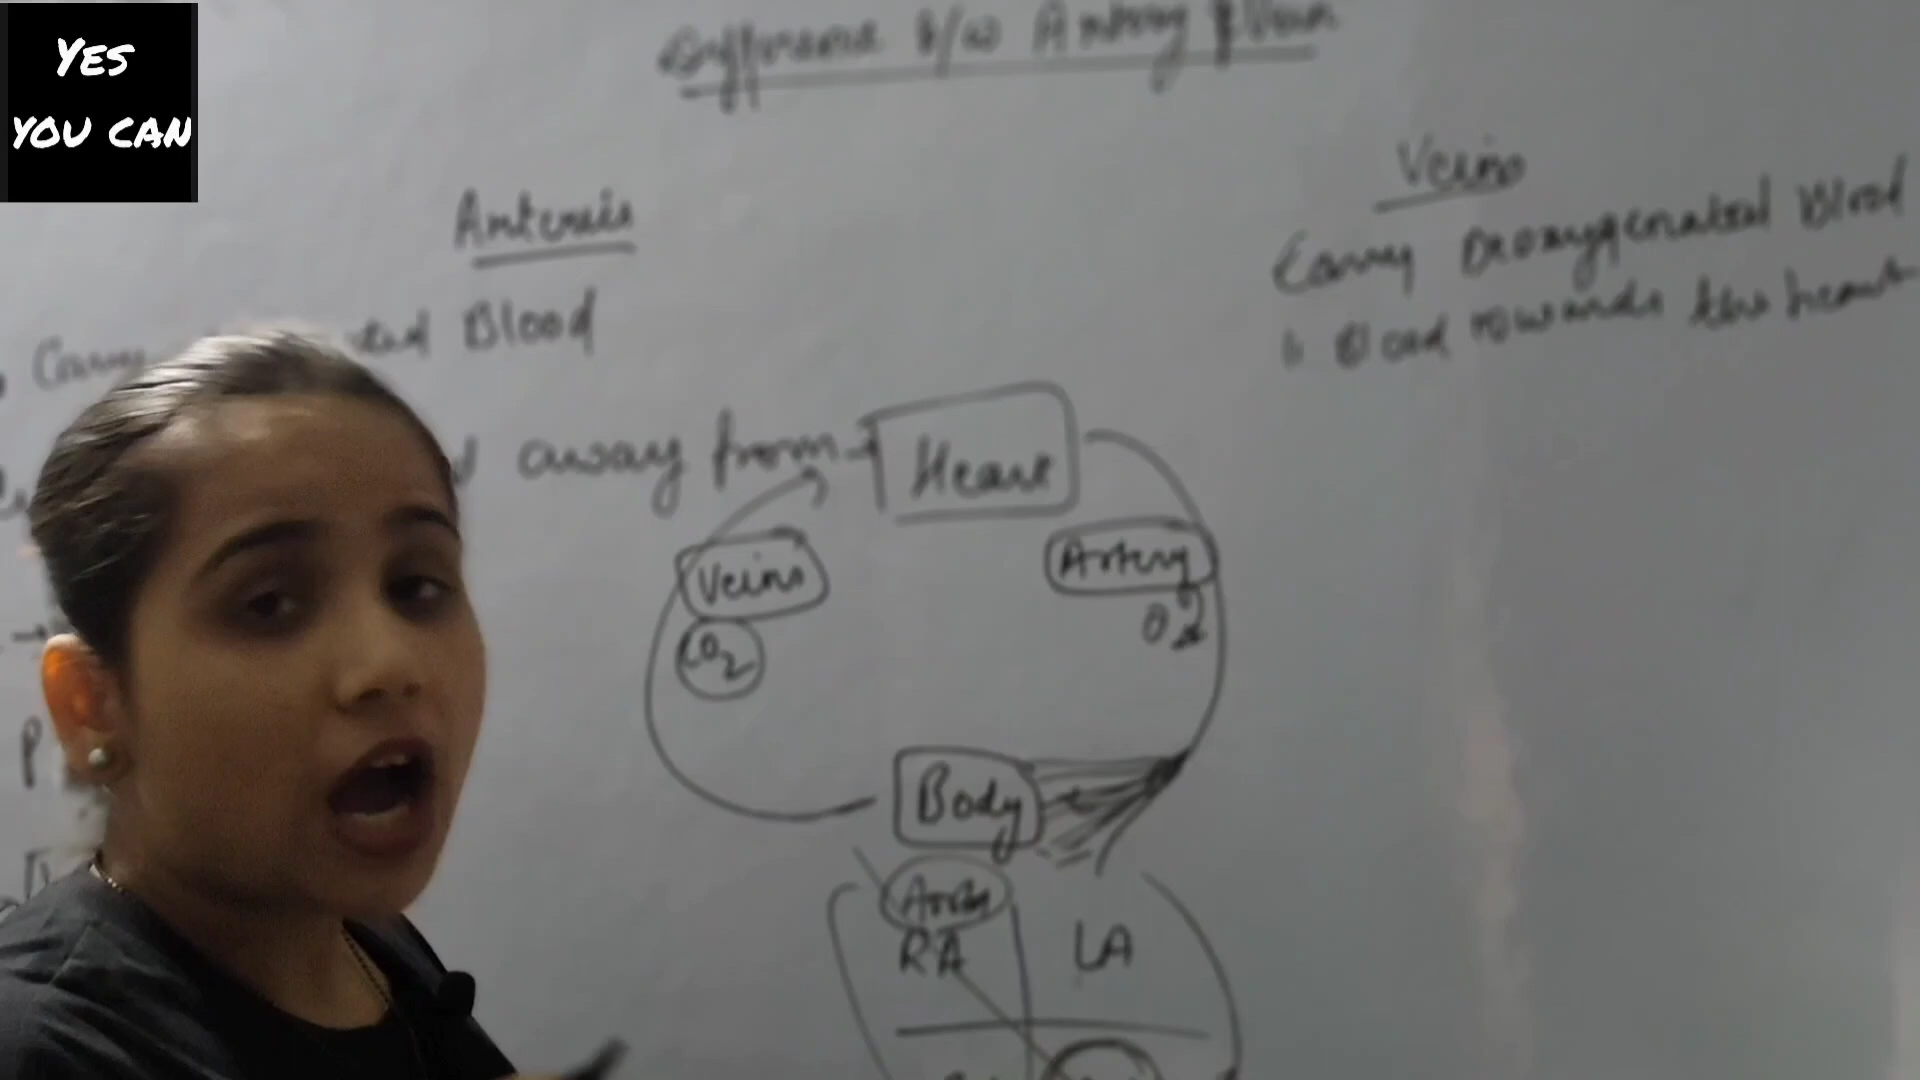 YES
YOU CAN
Difference b/w Artery & Vein
Arteries
Veins
Blood
Carry Deoxygenated Blood
Blood towards the heart
away from
Heart
Veins
Artery
CO2
O2
Body
Aorta
RA
LA